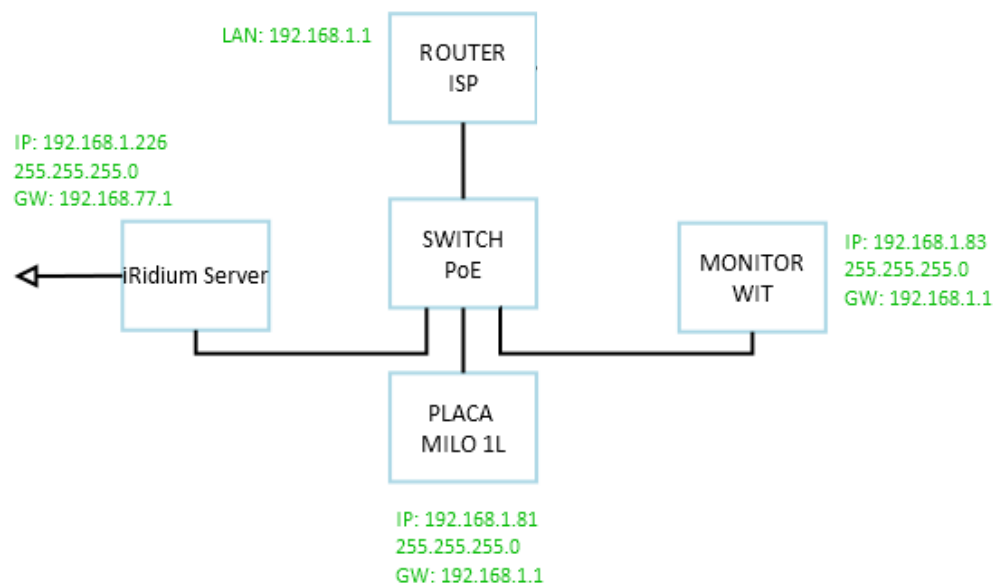 LAN: 192.168.1.1
ROUTER
ISP
IP: 192.168.1.226
255.255.255.0
GW: 192.168.77.1
iRidium Server
SWITCH
PoE
MONITOR
WIT
IP: 192.168.1.83
255.255.255.0
GW: 192.168.1.1
PLACA
MILO 1L
IP: 192.168.1.81
255.255.255.0
GW: 192.168.1.1